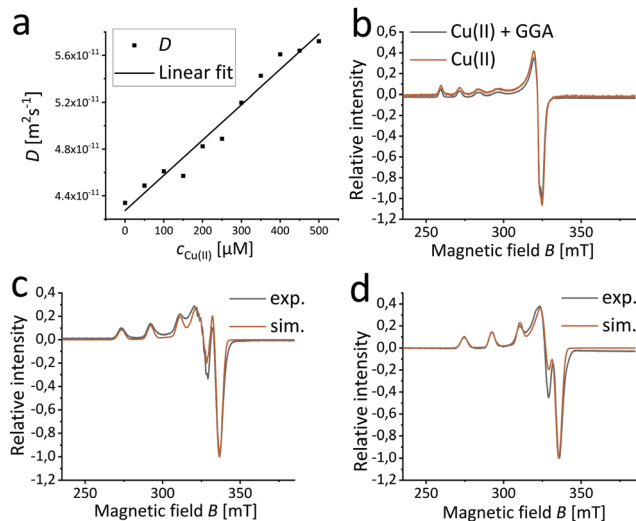 a
D
Linear fit
5.6x10⁻¹¹
5.2x10⁻¹¹
4.8x10⁻¹¹
4.4x10⁻¹¹
D [m²s⁻¹]
0 100 200 300 400 500
c_Cu(II) [µM]
b
Cu(II) + GGA
Cu(II)
0,6
0,4
0,2
0,0
-0,2
-0,4
-0,6
-0,8
-1,0
-1,2
Relative intensity
250 300 350
Magnetic field B [mT]
c
exp.
sim.
0,4
0,2
0,0
-0,2
-0,4
-0,6
-0,8
-1,0
-1,2
Relative intensity
250 300 350
Magnetic field B [mT]
d
exp.
sim.
0,4
0,2
0,0
-0,2
-0,4
-0,6
-0,8
-1,0
-1,2
Relative intensity
250 300 350
Magnetic field B [mT]